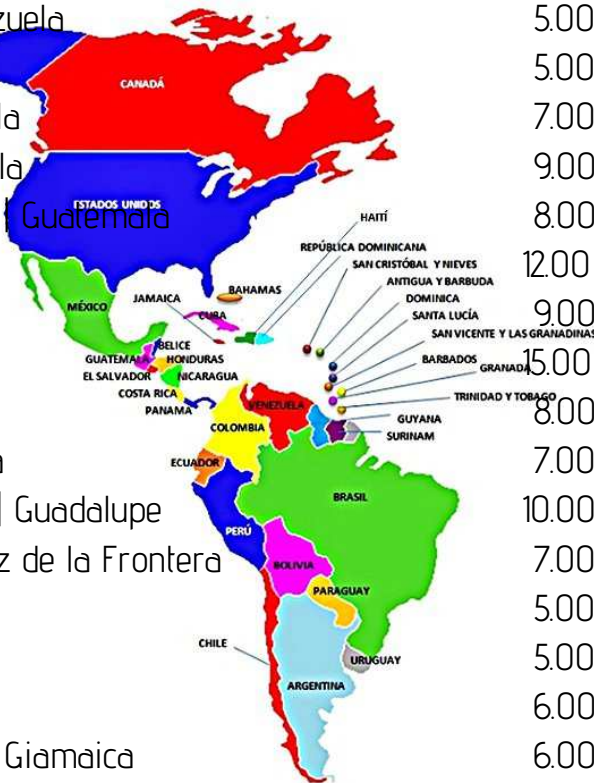 zuela 5.00
5.00
CANADÁ
la 7.00
la 9.00
ESTADOS UNIDOS
| Guatemala 8.00
HAITÍ
REPÚBLICA DOMINICANA
SAN CRISTÓBAL Y NIEVES 12.00
ANTIGUA Y BARBUDA
BAHAMAS
DOMINICA
JAMAICA
MÉXICO
CUBA
SANTA LUCÍA 9.00
SAN VICENTE Y LAS GRANADINAS
BELICE
GUATEMALA
HONDURAS
BARBADOS
GRANADA 15.00
EL SALVADOR
NICARAGUA
COSTA RICA
TRINIDAD Y TOBAGO
PANAMA
VENEZUELA
8.00
GUYANA
COLOMBIA
SURINAM
ECUADOR
a 7.00
BRASIL
| Guadalupe 10.00
PERÚ
z de la Frontera 7.00
BOLIVIA
PARAGUAY
5.00
CHILE
URUGUAY 5.00
ARGENTINA
6.00
Giamaica 6.00